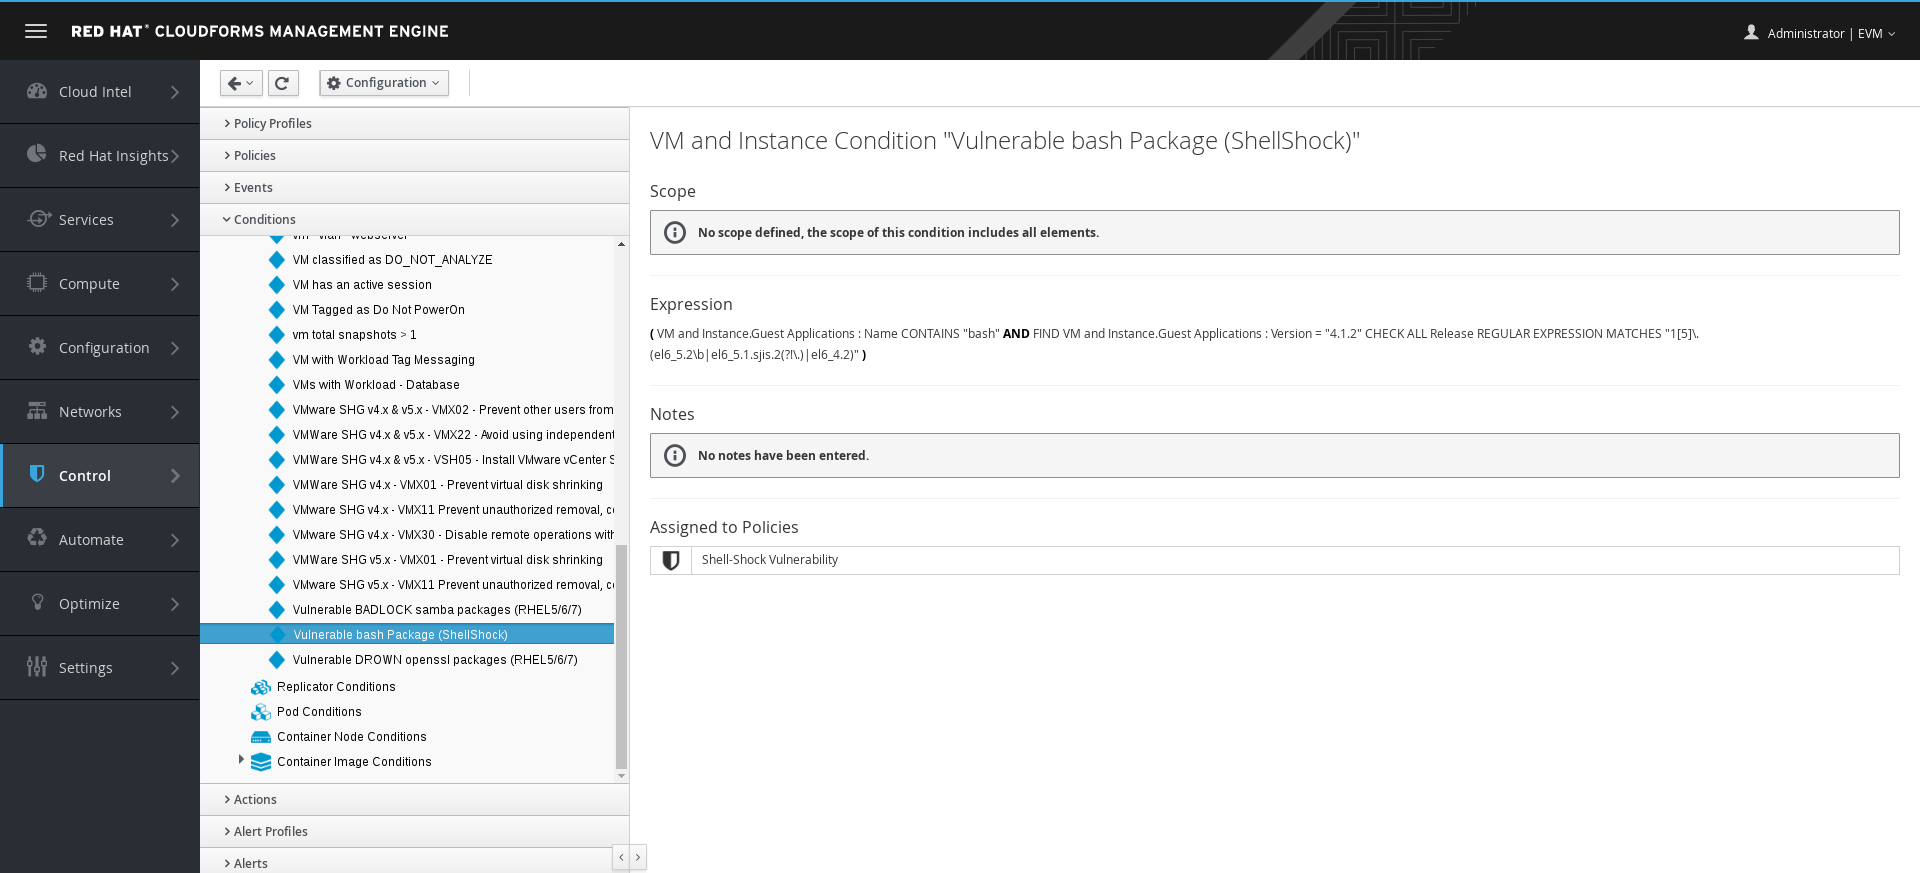 RED HAT® CLOUDFORMS MANAGEMENT ENGINE
Administrator | EVM
Cloud Intel
Red Hat Insights
Services
Compute
Configuration
Networks
Control
Automate
Optimize
Settings
Configuration
Policy Profiles
Policies
Events
Conditions
vm - vlan - webserver
VM classified as DO_NOT_ANALYZE
VM has an active session
VM Tagged as Do Not PowerOn
vm total snapshots > 1
VM with Workload Tag Messaging
VMs with Workload - Database
VMware SHG v4.x & v5.x - VMX02 - Prevent other users from
VMWare SHG v4.x & v5.x - VMX22 - Avoid using independent
VMWare SHG v4.x & v5.x - VSH05 - Install VMware vCenter S
VMWare SHG v4.x - VMX01 - Prevent virtual disk shrinking
VMware SHG v4.x - VMX11 Prevent unauthorized removal, c
VMware SHG v4.x - VMX30 - Disable remote operations with
VMWare SHG v5.x - VMX01 - Prevent virtual disk shrinking
VMware SHG v5.x - VMX11 Prevent unauthorized removal, c
Vulnerable BADLOCK samba packages (RHEL5/6/7)
Vulnerable bash Package (ShellShock)
Vulnerable DROWN openssl packages (RHEL5/6/7)
Replicator Conditions
Pod Conditions
Container Node Conditions
Container Image Conditions
Actions
Alert Profiles
Alerts
VM and Instance Condition "Vulnerable bash Package (ShellShock)"
Scope
No scope defined, the scope of this condition includes all elements.
Expression
( VM and Instance.Guest Applications : Name CONTAINS "bash" AND FIND VM and Instance.Guest Applications : Version = "4.1.2" CHECK ALL Release REGULAR EXPRESSION MATCHES "1[5]\.
(el6_5.2\b|el6_5.1.sjis.2(?!\.)|el6_4.2)" )
Notes
No notes have been entered.
Assigned to Policies
Shell-Shock Vulnerability